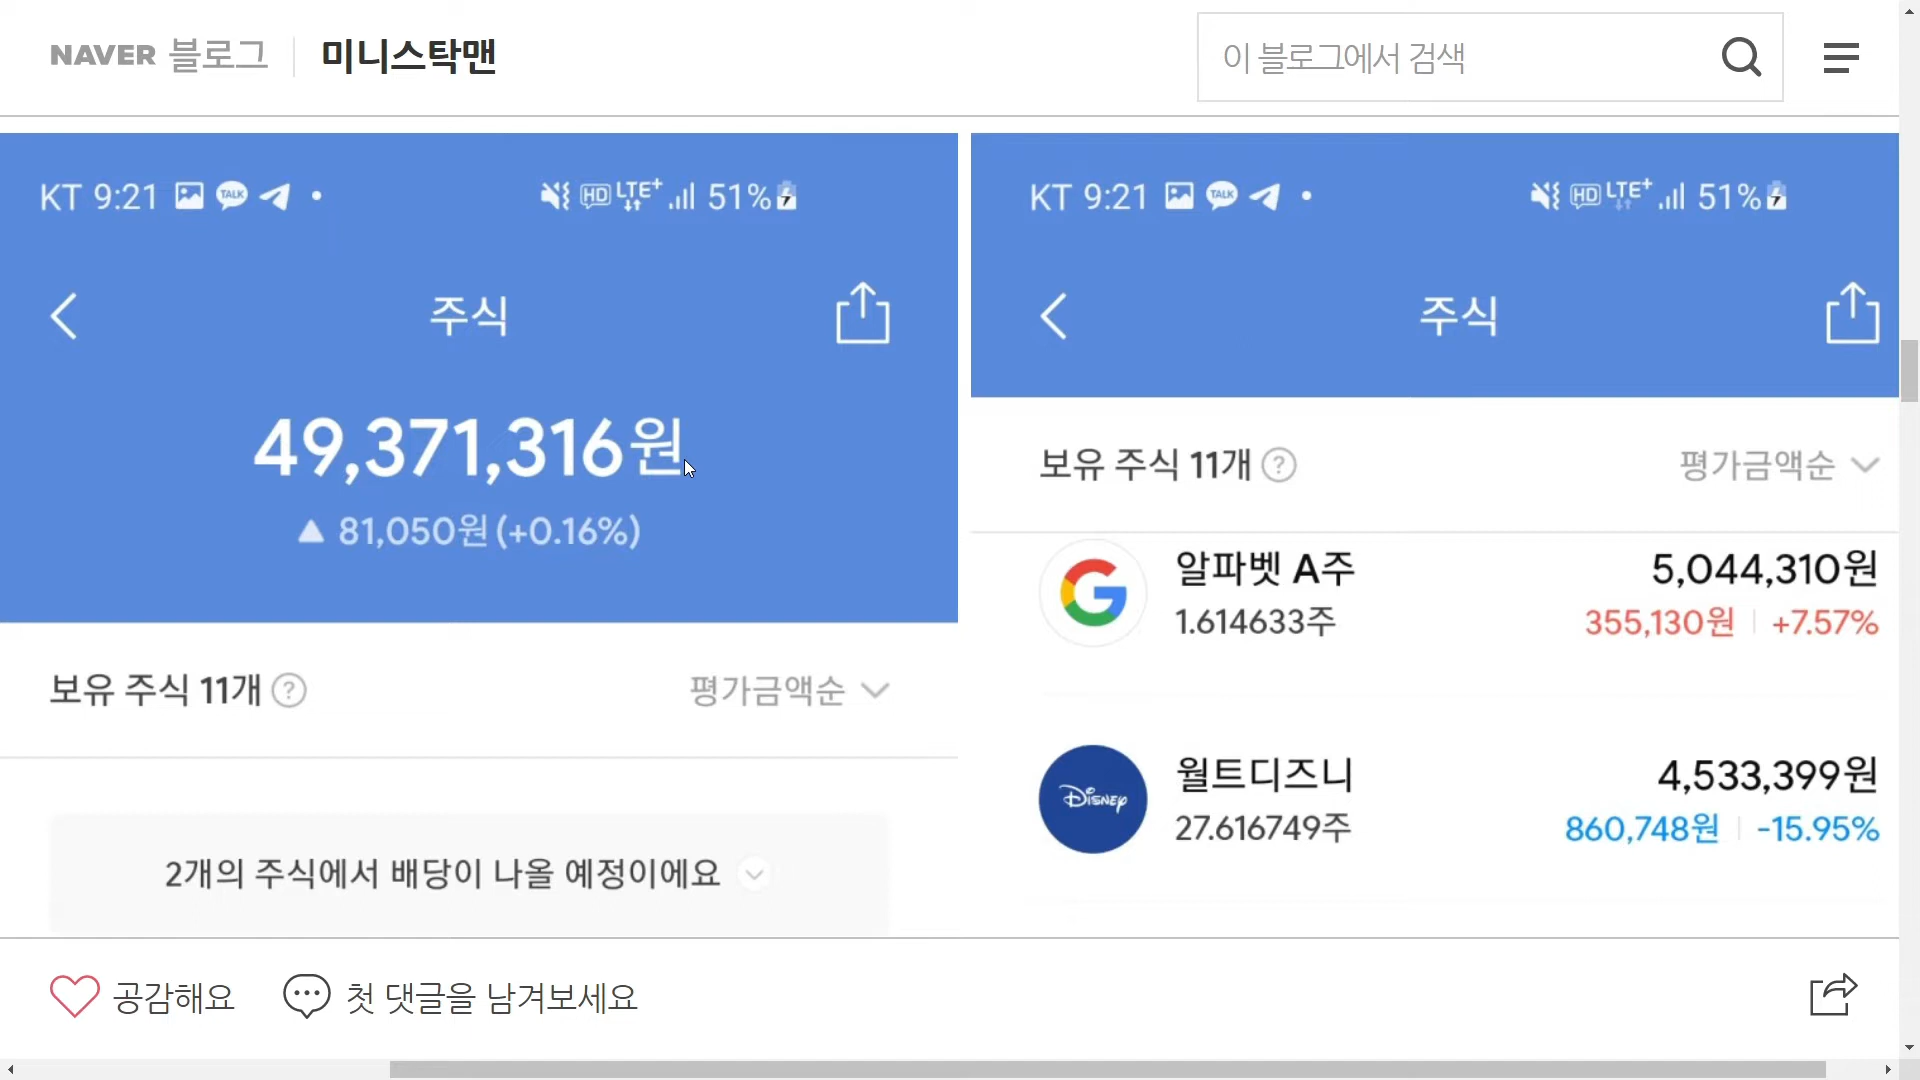 NAVER 블로그 미니스탁맨
이 블로그에서 검색
KT 9:21 TALK HD LTE+ 51%
주식
49,371,316원
▲ 81,050원 (+0.16%)
보유 주식 11개 ? 평가금액순
2개의 주식에서 배당이 나올 예정이에요
KT 9:21 TALK HD LTE+ 51%
주식
보유 주식 11개 ? 평가금액순
알파벳 A주 5,044,310원
1.614633주 355,130원 +7.57%
월트디즈니 4,533,399원
Disney
27.616749주 860,748원 -15.95%
공감해요 첫 댓글을 남겨보세요